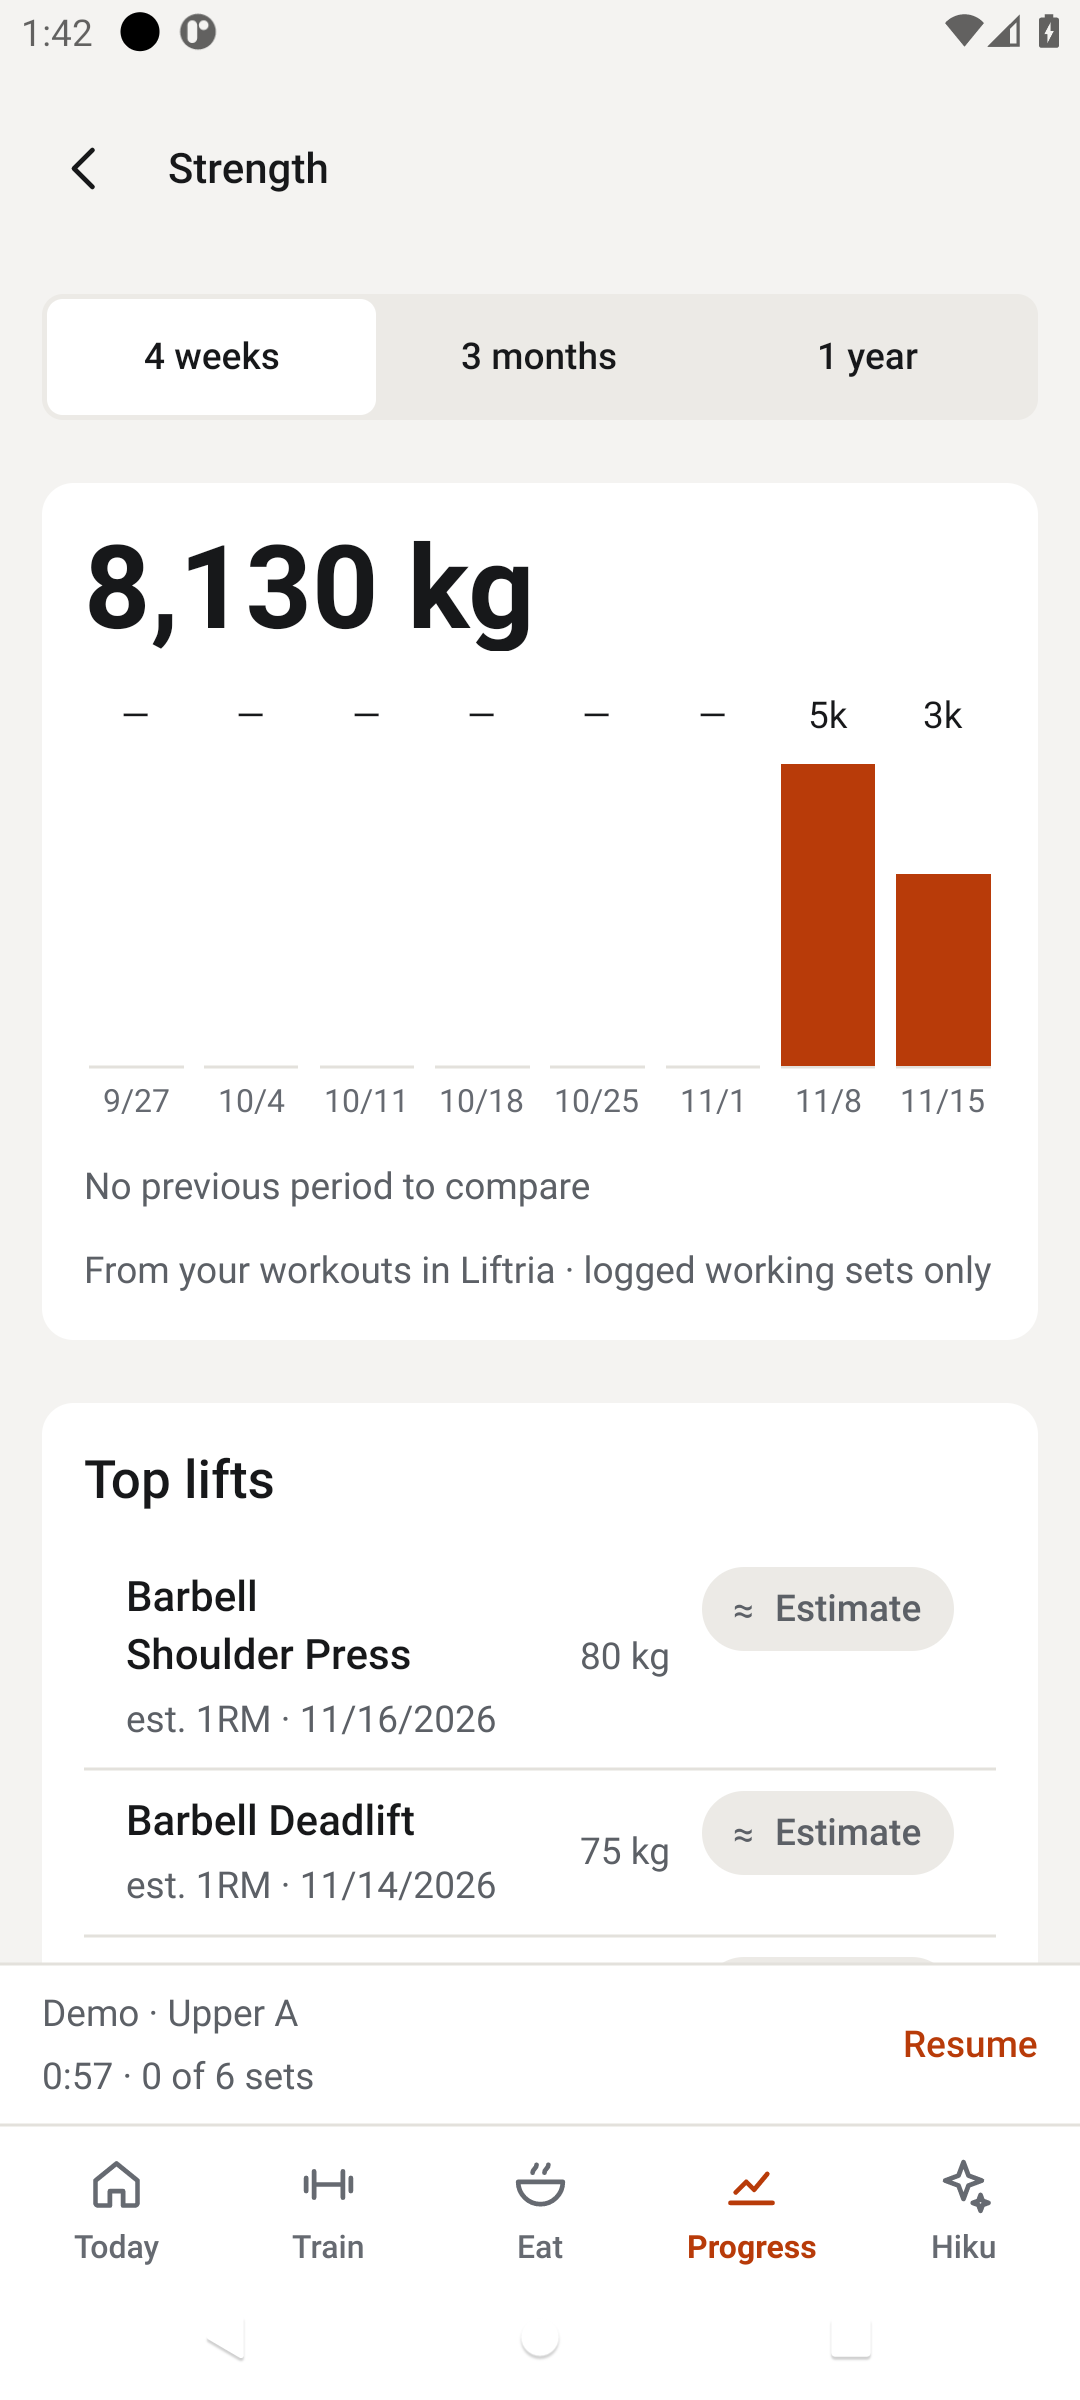 1:42
Strength
4 weeks
3 months
1 year
8,130 kg
— — — — — — 5k 3k
9/27 10/4 10/11 10/18 10/25 11/1 11/8 11/15
No previous period to compare
From your workouts in Liftria · logged working sets only
Top lifts
Barbell
Shoulder Press
est. 1RM · 11/16/2026
80 kg
≈ Estimate
Barbell Deadlift
est. 1RM · 11/14/2026
75 kg
≈ Estimate
Demo · Upper A
0:57 · 0 of 6 sets
Resume
Today
Train
Eat
Progress
Hiku